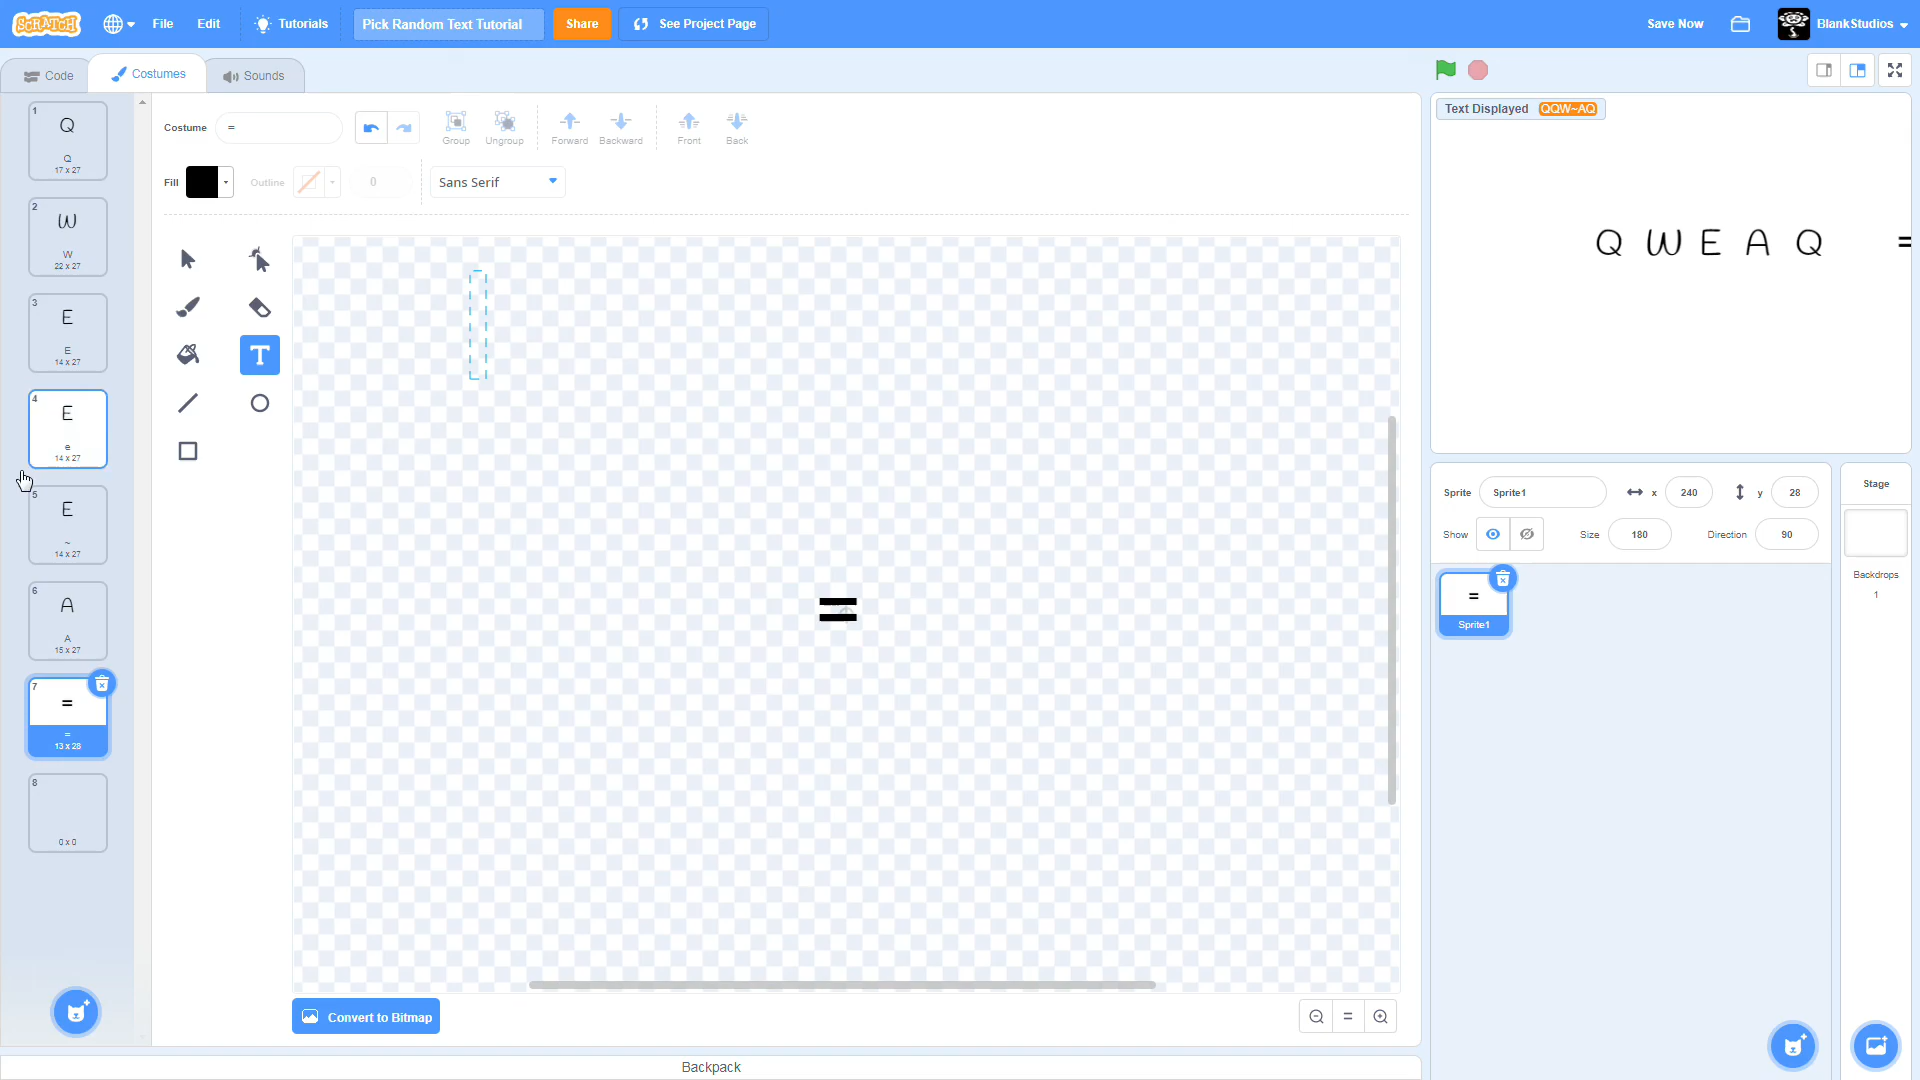 SCRATCH File Edit Tutorials Pick Random Text Tutorial Share See Project Page Save Now BlankStudios
Code Costumes Sounds
1 Q
Q
17 x 27
2 W
W
22 x 27
3 E
E
14 x 27
4 E
e
14 x 27
5 E
~
14 x 27
6 A
A
15 x 27
7 =
=
13 x 28
8
0 x 0
Costume =
Group Ungroup Forward Backward Front Back
Fill Outline 0 Sans Serif
T
=
Convert to Bitmap
=
Backpack
Text Displayed QQW~AQ
Q W E A Q =
Sprite Sprite1 x 240 y 28
Show Size 180 Direction 90
=
Sprite1
Stage
Backdrops
1